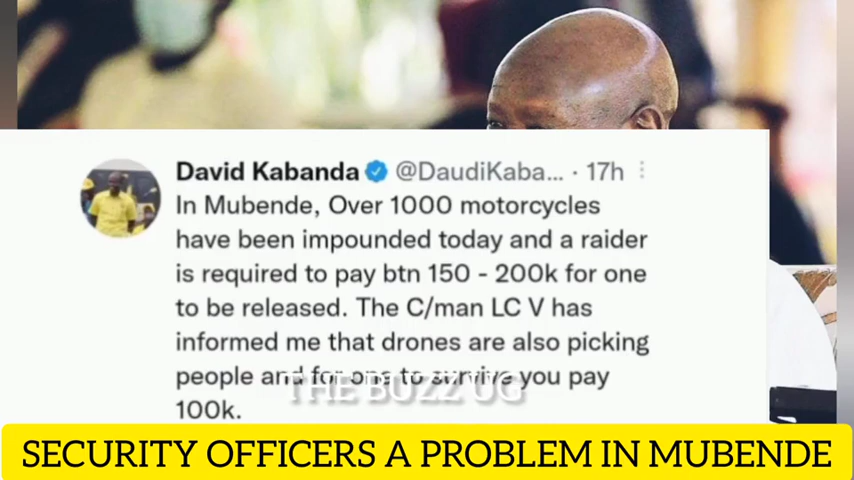 David Kabanda @DaudiKaba... · 17h
In Mubende, Over 1000 motorcycles
have been impounded today and a raider
is required to pay btn 150 - 200k for one
to be released. The C/man LC V has
informed me that drones are also picking
people and for one to survive you pay
THE BUZZ UG
100k.
SECURITY OFFICERS A PROBLEM IN MUBENDE